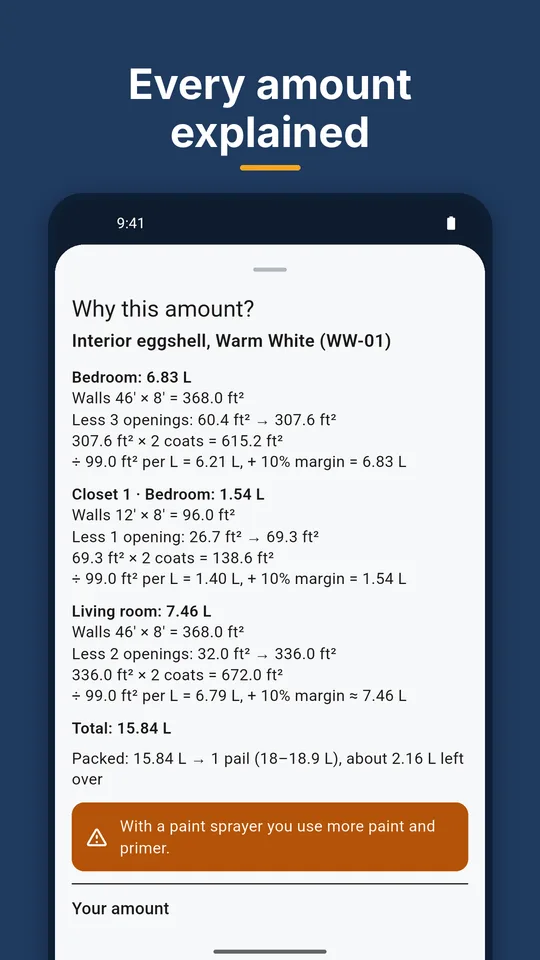 Every amount
explained
9:41
Why this amount?
Interior eggshell, Warm White (WW-01)
Bedroom: 6.83 L
Walls 46' × 8' = 368.0 ft²
Less 3 openings: 60.4 ft² → 307.6 ft²
307.6 ft² × 2 coats = 615.2 ft²
÷ 99.0 ft² per L = 6.21 L, + 10% margin = 6.83 L
Closet 1 · Bedroom: 1.54 L
Walls 12' × 8' = 96.0 ft²
Less 1 opening: 26.7 ft² → 69.3 ft²
69.3 ft² × 2 coats = 138.6 ft²
÷ 99.0 ft² per L = 1.40 L, + 10% margin = 1.54 L
Living room: 7.46 L
Walls 46' × 8' = 368.0 ft²
Less 2 openings: 32.0 ft² → 336.0 ft²
336.0 ft² × 2 coats = 672.0 ft²
÷ 99.0 ft² per L = 6.79 L, + 10% margin ≈ 7.46 L
Total: 15.84 L
Packed: 15.84 L → 1 pail (18–18.9 L), about 2.16 L left
over
With a paint sprayer you use more paint and
primer.
Your amount